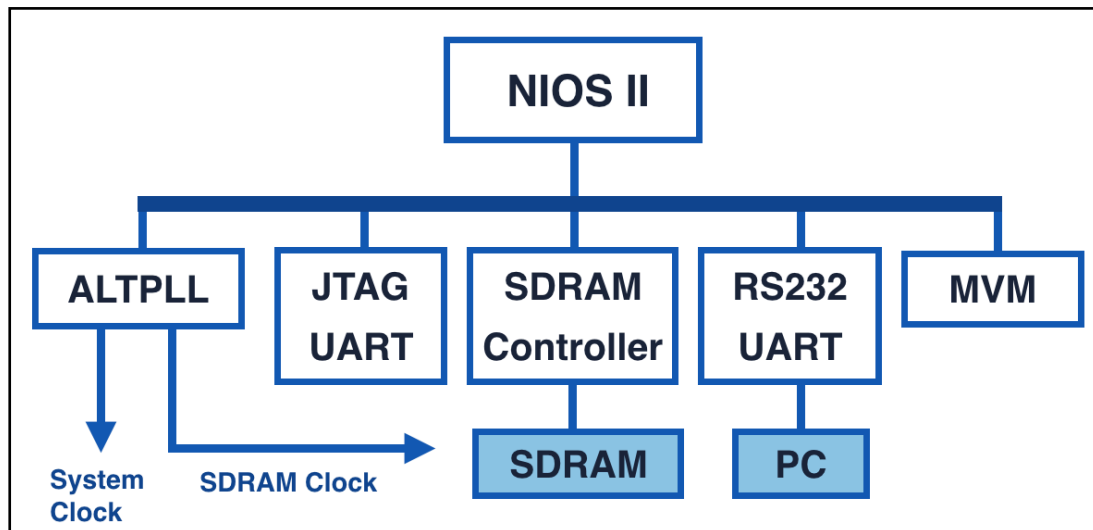 NIOS II
ALTPLL
JTAG
UART
SDRAM
Controller
RS232
UART
MVM
System
Clock
SDRAM Clock
SDRAM
PC